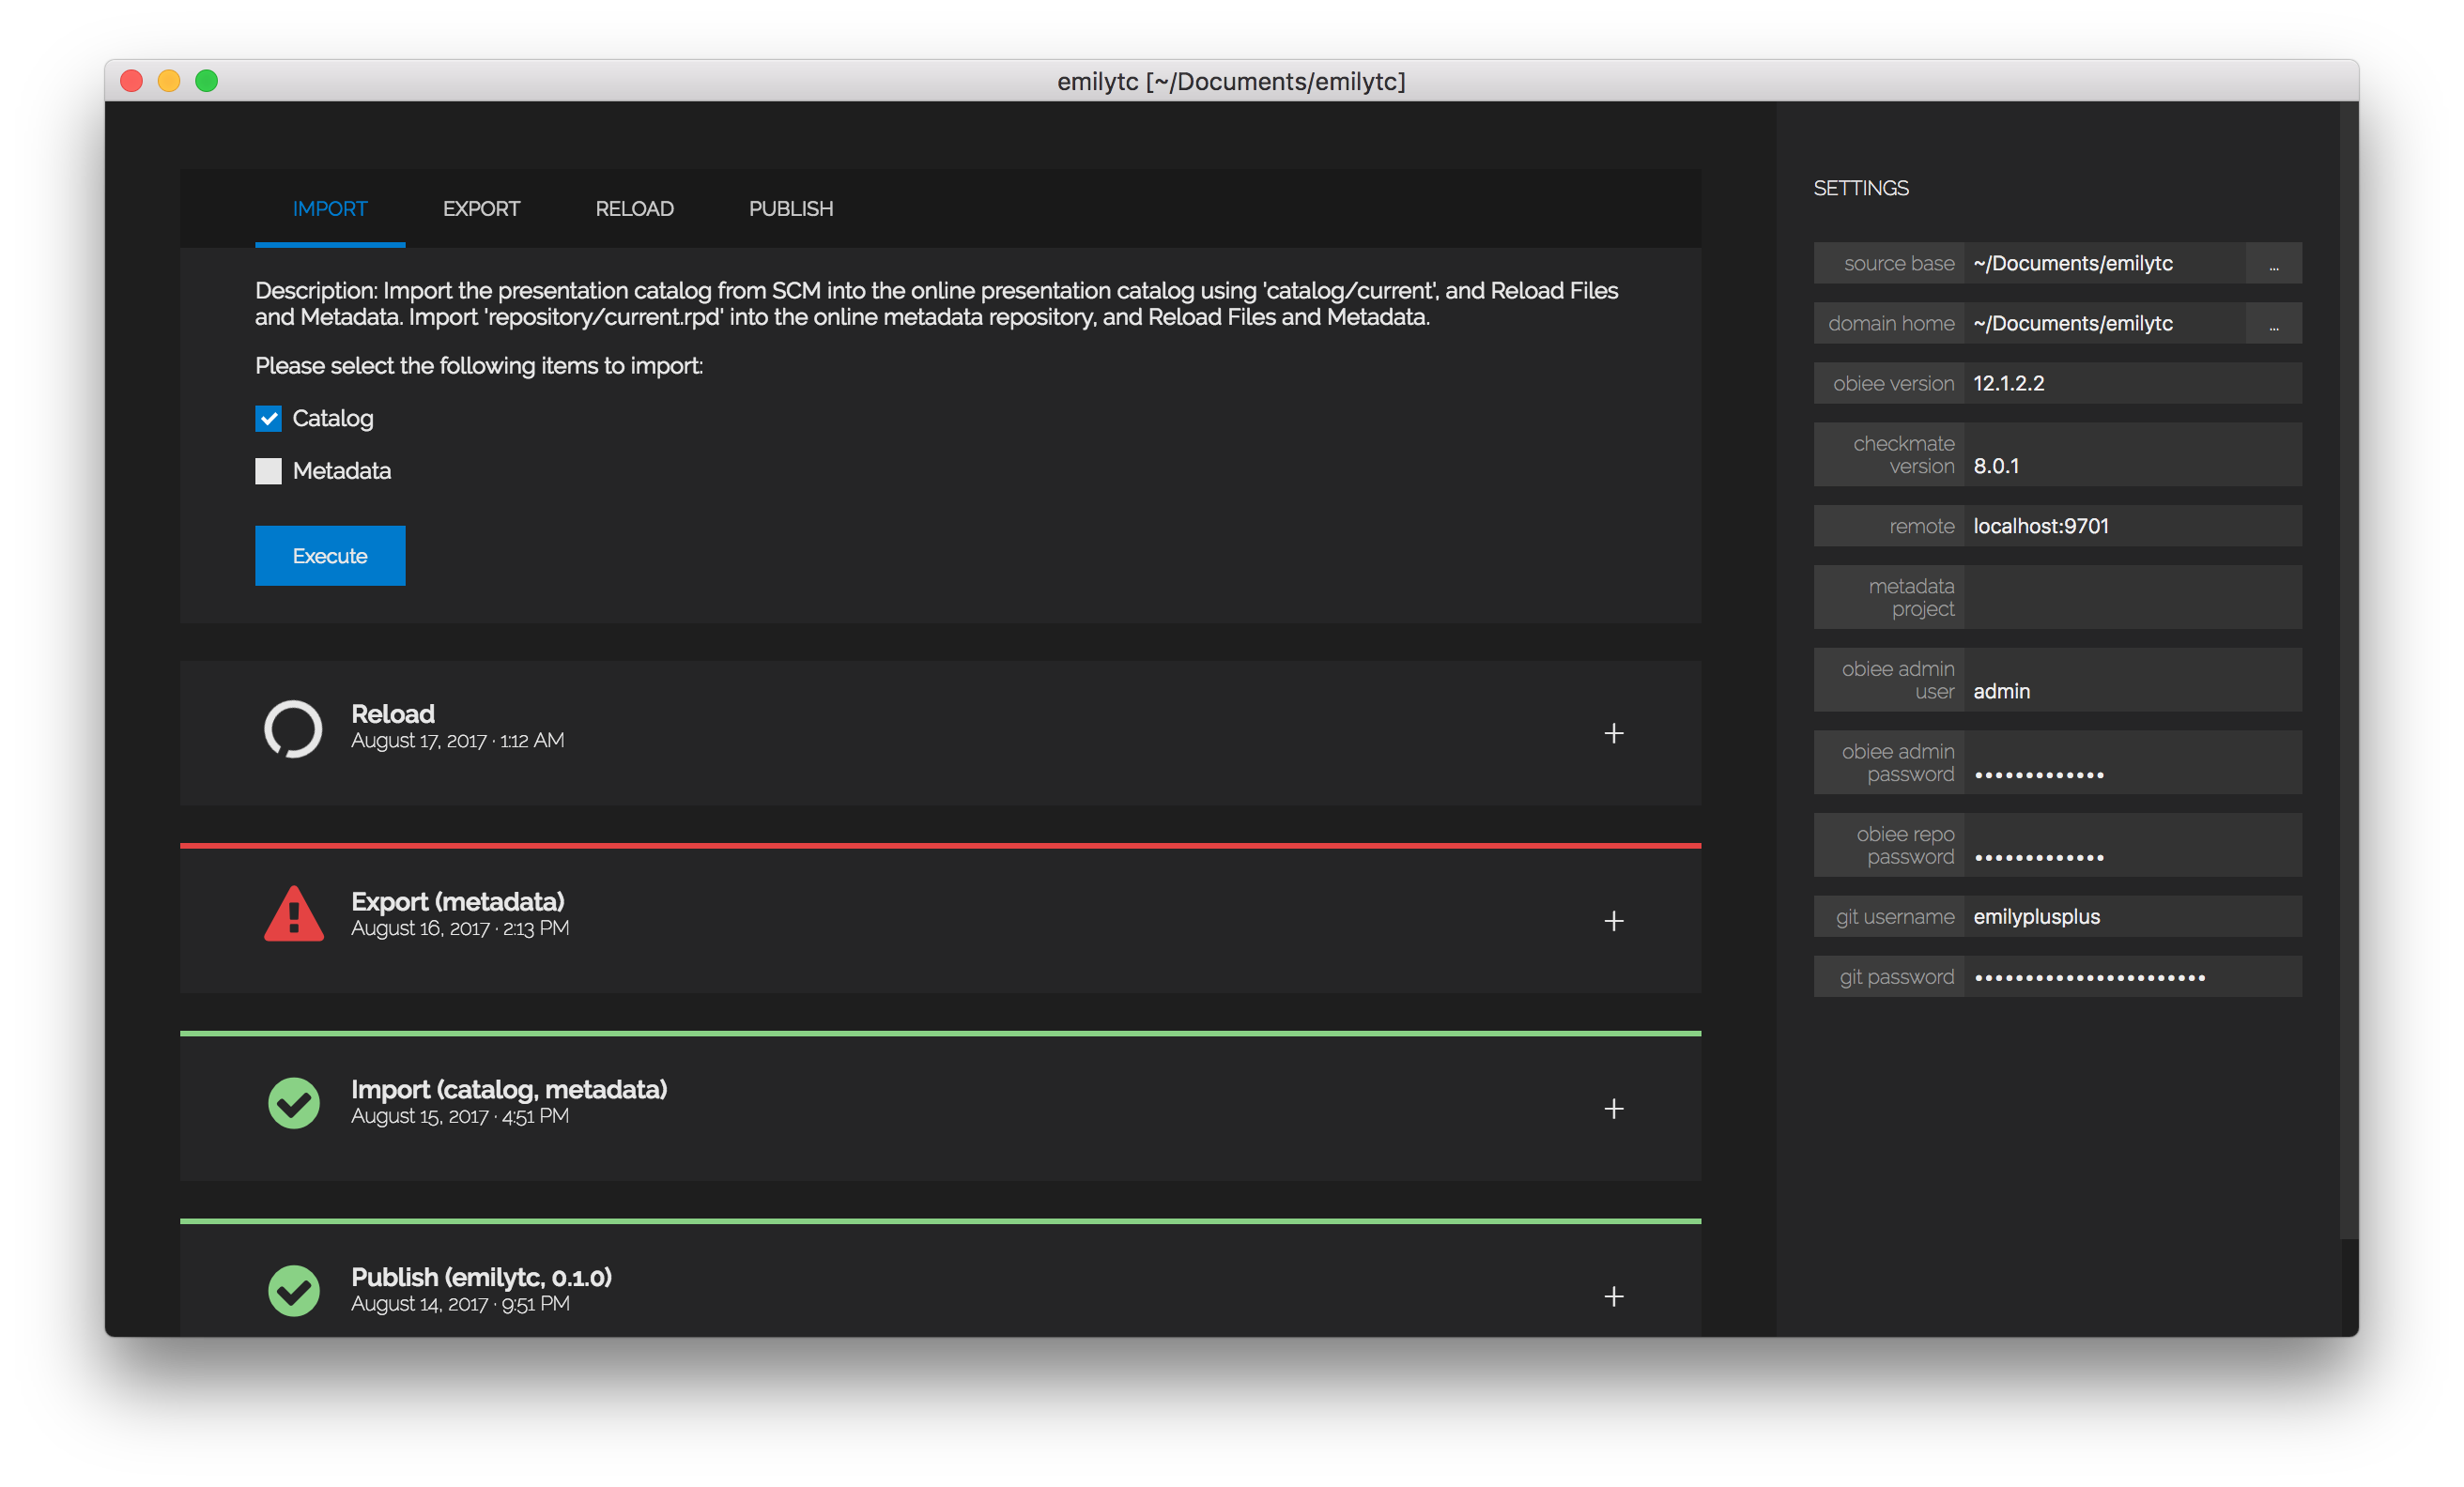 emilytc [~/Documents/emilytc]
IMPORT EXPORT RELOAD PUBLISH
Description: Import the presentation catalog from SCM into the online presentation catalog using 'catalog/current', and Reload Files
and Metadata. Import 'repository/current.rpd' into the online metadata repository, and Reload Files and Metadata.
Please select the following items to import:
Catalog
Metadata
Execute
Reload
August 17, 2017 · 1:12 AM
+
Export (metadata)
August 16, 2017 · 2:13 PM
+
Import (catalog, metadata)
August 15, 2017 · 4:51 PM
+
Publish (emilytc, 0.1.0)
August 14, 2017 · 9:51 PM
+
SETTINGS
source base ~/Documents/emilytc ...
domain home ~/Documents/emilytc ...
obiee version 12.1.2.2
checkmate
version 8.0.1
remote localhost:9701
metadata
project
obiee admin
user admin
obiee admin
password •••••••••••••
obiee repo
password •••••••••••••
git username emilyplusplus
git password •••••••••••••••••••••••